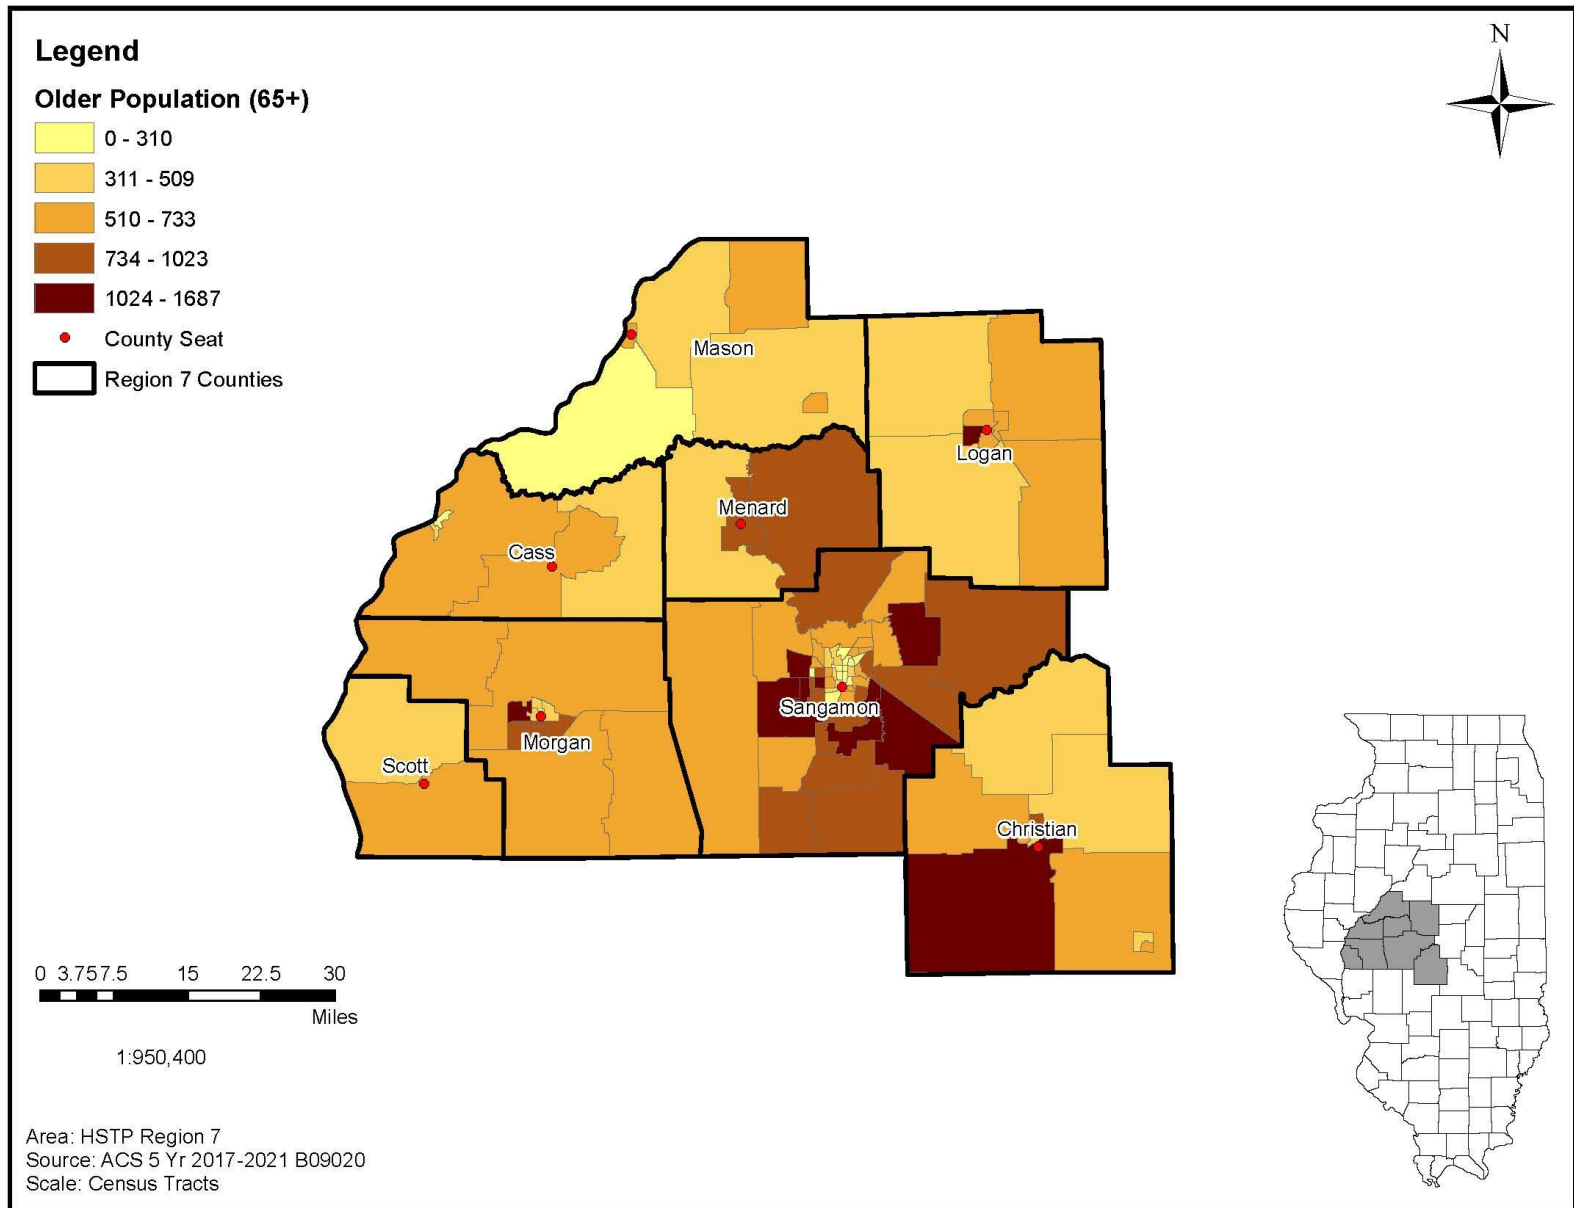 Legend
Older Population (65+)
0 - 310
311 - 509
510 - 733
734 - 1023
1024 - 1687
County Seat
Region 7 Counties
N
Mason
Logan
Menard
Cass
Sangamon
Morgan
Scott
Christian
0 3.75 7.5 15 22.5 30
Miles
1:950,400
Area: HSTP Region 7
Source: ACS 5 Yr 2017-2021 B09020
Scale: Census Tracts